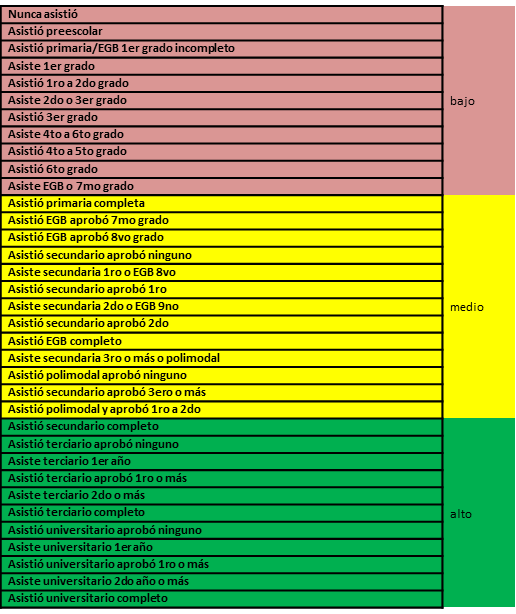 Nunca asistió
Asistió preescolar
Asistió primaria/EGB 1er grado incompleto
Asiste 1er grado
Asistió 1ro a 2do grado
Asiste 2do o 3er grado
bajo
Asistió 3er grado
Asiste 4to a 6to grado
Asistió 4to a 5to grado
Asistió 6to grado
Asiste EGB o 7mo grado
Asistió primaria completa
Asistió EGB aprobó 7mo grado
Asistió EGB aprobó 8vo grado
Asistió secundario aprobó ninguno
Asiste secundaria 1ro o EGB 8vo
Asistió secundario aprobó 1ro
Asiste secundaria 2do o EGB 9no
medio
Asistió secundario aprobó 2do
Asistió EGB completo
Asiste secundaria 3ro o más o polimodal
Asistió polimodal aprobó ninguno
Asistió secundario aprobó 3ero o más
Asistió polimodal y aprobó 1ro a 2do
Asistió secundario completo
Asistió terciario aprobó ninguno
Asiste terciario 1er año
Asistió terciario aprobó 1ro o más
Asiste terciario 2do o más
Asistió terciario completo
alto
Asistió universitario aprobó ninguno
Asiste universitario 1er año
Asistió universitario aprobó 1ro o más
Asiste universitario 2do año o más
Asistió universitario completo